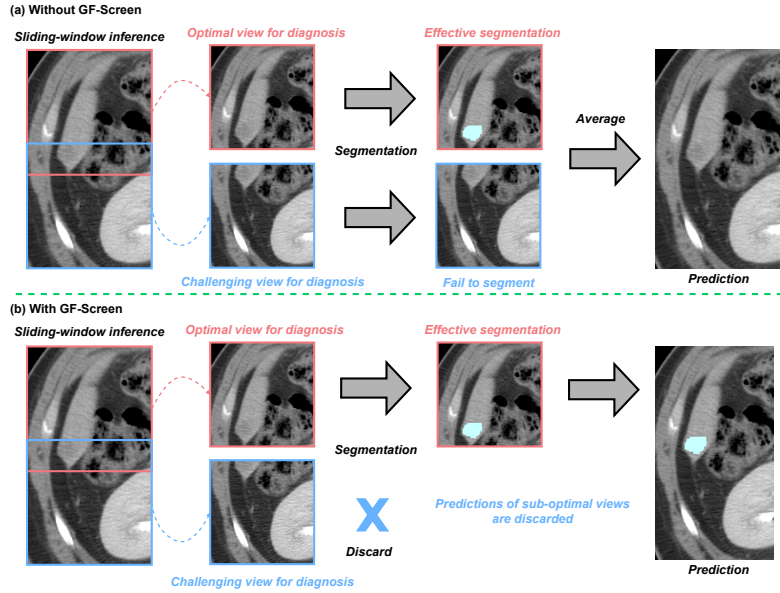 (a) Without GF-Screen
Sliding-window inference
Optimal view for diagnosis
Effective segmentation
Segmentation
Average
Challenging view for diagnosis
Fail to segment
Prediction
(b) With GF-Screen
Sliding-window inference
Optimal view for diagnosis
Effective segmentation
Segmentation
X
Predictions of sub-optimal views
are discarded
Discard
Prediction
Challenging view for diagnosis